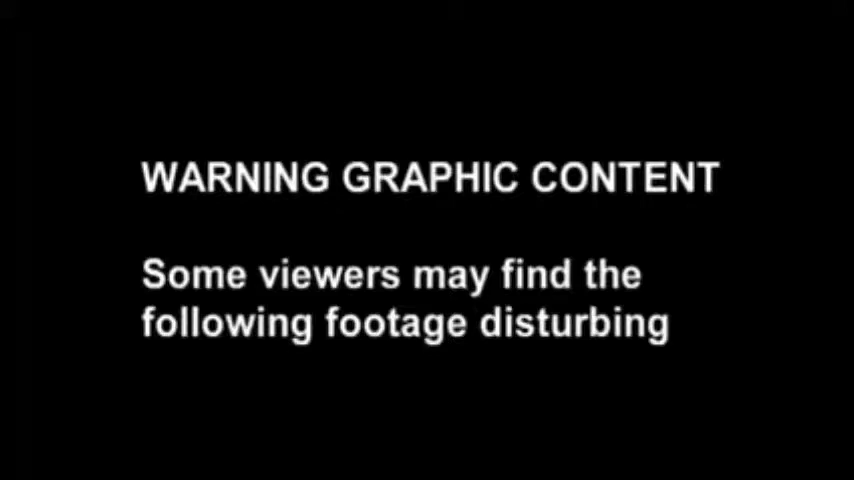 WARNING GRAPHIC CONTENT
Some viewers may find the
following footage disturbing